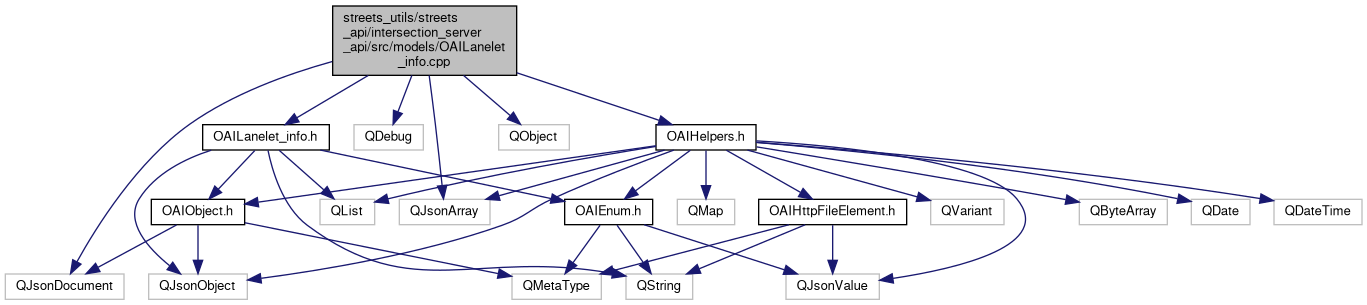 streets_utils/streets
_api/intersection_server
_api/src/models/OAILanelet
_info.cpp
OAILanelet_info.h
QDebug
QObject
OAIHelpers.h
OAIObject.h
QList
QJsonArray
OAIEnum.h
QMap
OAIHttpFileElement.h
QVariant
QByteArray
QDate
QDateTime
QJsonDocument
QJsonObject
QMetaType
QString
QJsonValue